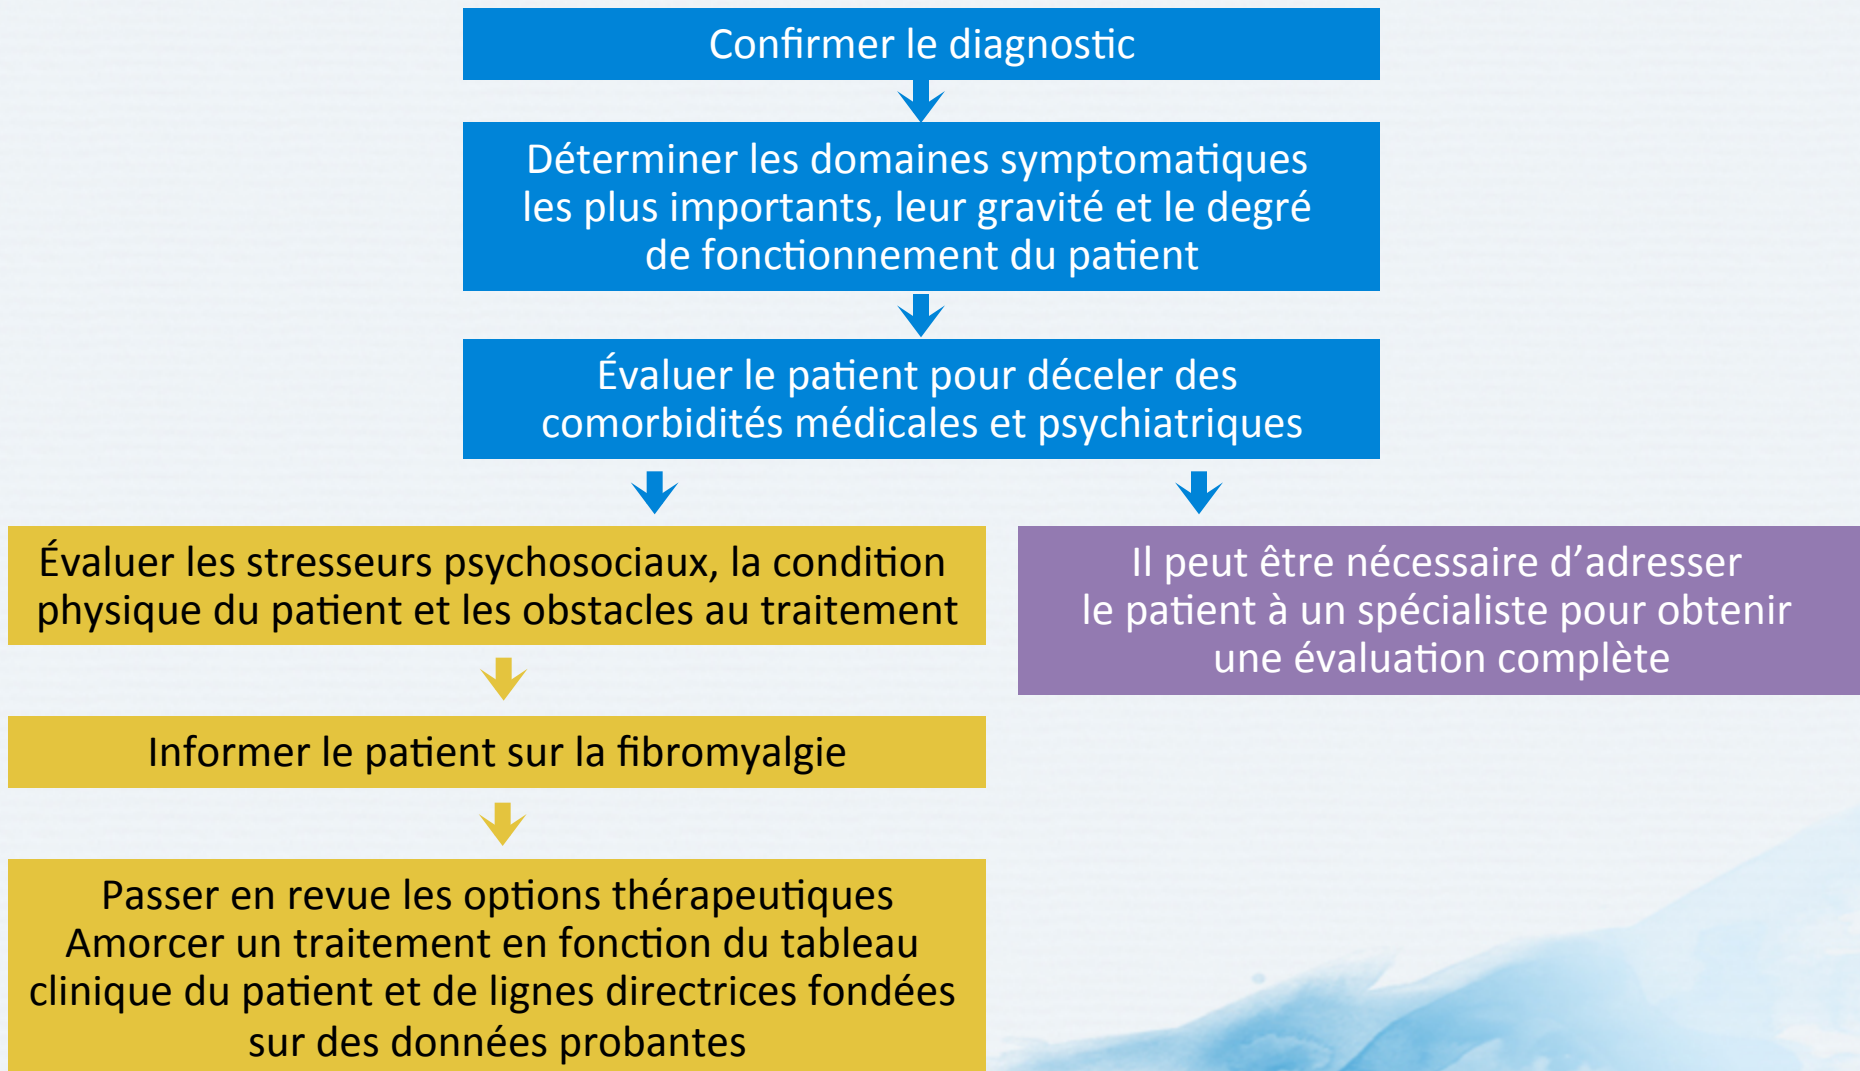 Confirmer le diagnostic
Déterminer les domaines symptomatiques
les plus importants, leur gravité et le degré
de fonctionnement du patient
Évaluer le patient pour déceler des
comorbidités médicales et psychiatriques
Évaluer les stresseurs psychosociaux, la condition
physique du patient et les obstacles au traitement
Il peut être nécessaire d’adresser
le patient à un spécialiste pour obtenir
une évaluation complète
Informer le patient sur la fibromyalgie
Passer en revue les options thérapeutiques
Amorcer un traitement en fonction du tableau
clinique du patient et de lignes directrices fondées
sur des données probantes